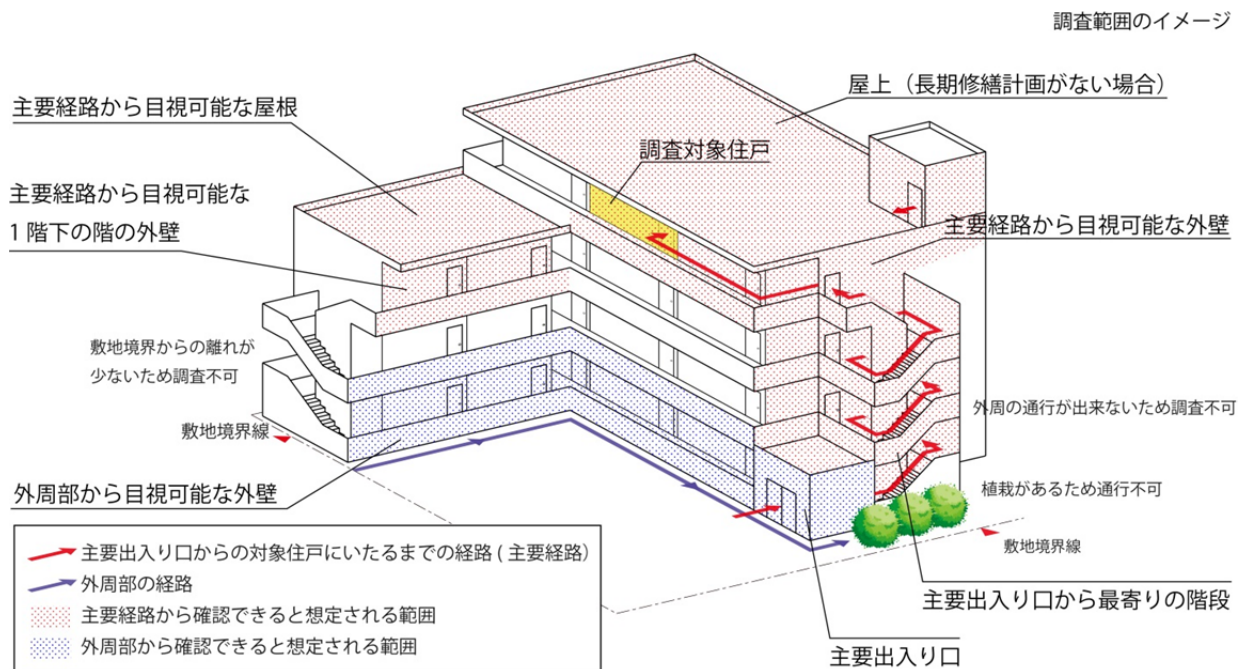 調査範囲のイメージ
主要経路から目視可能な屋根
屋上（長期修繕計画がない場合）
調査対象住戸
主要経路から目視可能な
1階下の階の外壁
主要経路から目視可能な外壁
敷地境界からの離れが
少ないため調査不可
外周の通行が出来ないため調査不可
敷地境界線
外周部から目視可能な外壁
植栽があるため通行不可
敷地境界線
主要出入り口から最寄りの階段
主要出入り口
主要出入り口からの対象住戸にいたるまでの経路 ( 主要経路）
外周部の経路
主要経路から確認できると想定される範囲
外周部から確認できると想定される範囲